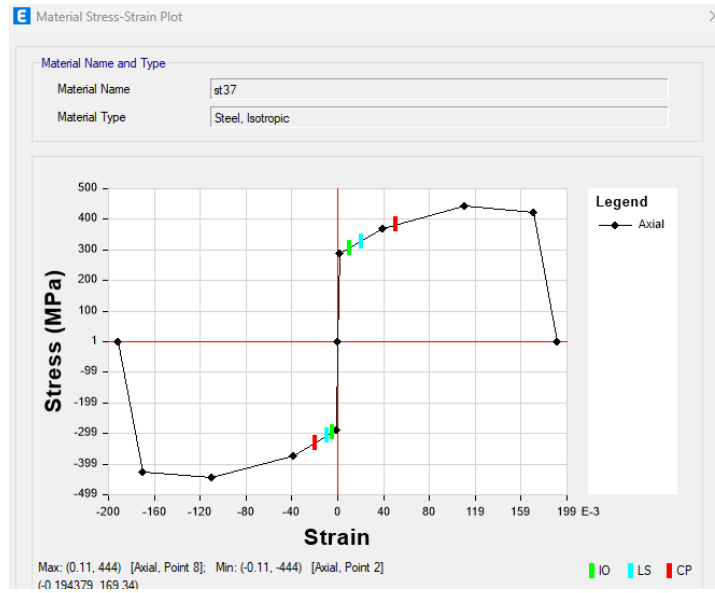 E Material Stress-Strain Plot
Material Name and Type
Material Name st37
Material Type Steel, Isotropic
500
400
300
200
100
1
-99
-199
-299
-399
-499
Stress (MPa)
-200 -160 -120 -80 -40 0 40 80 119 159 199 E-3
Strain
Legend
Axial
Max: (0.11, 444) [Axial, Point 8]; Min: (-0.11, -444) [Axial, Point 2]
(-0.194379, 169.34)
IO LS CP